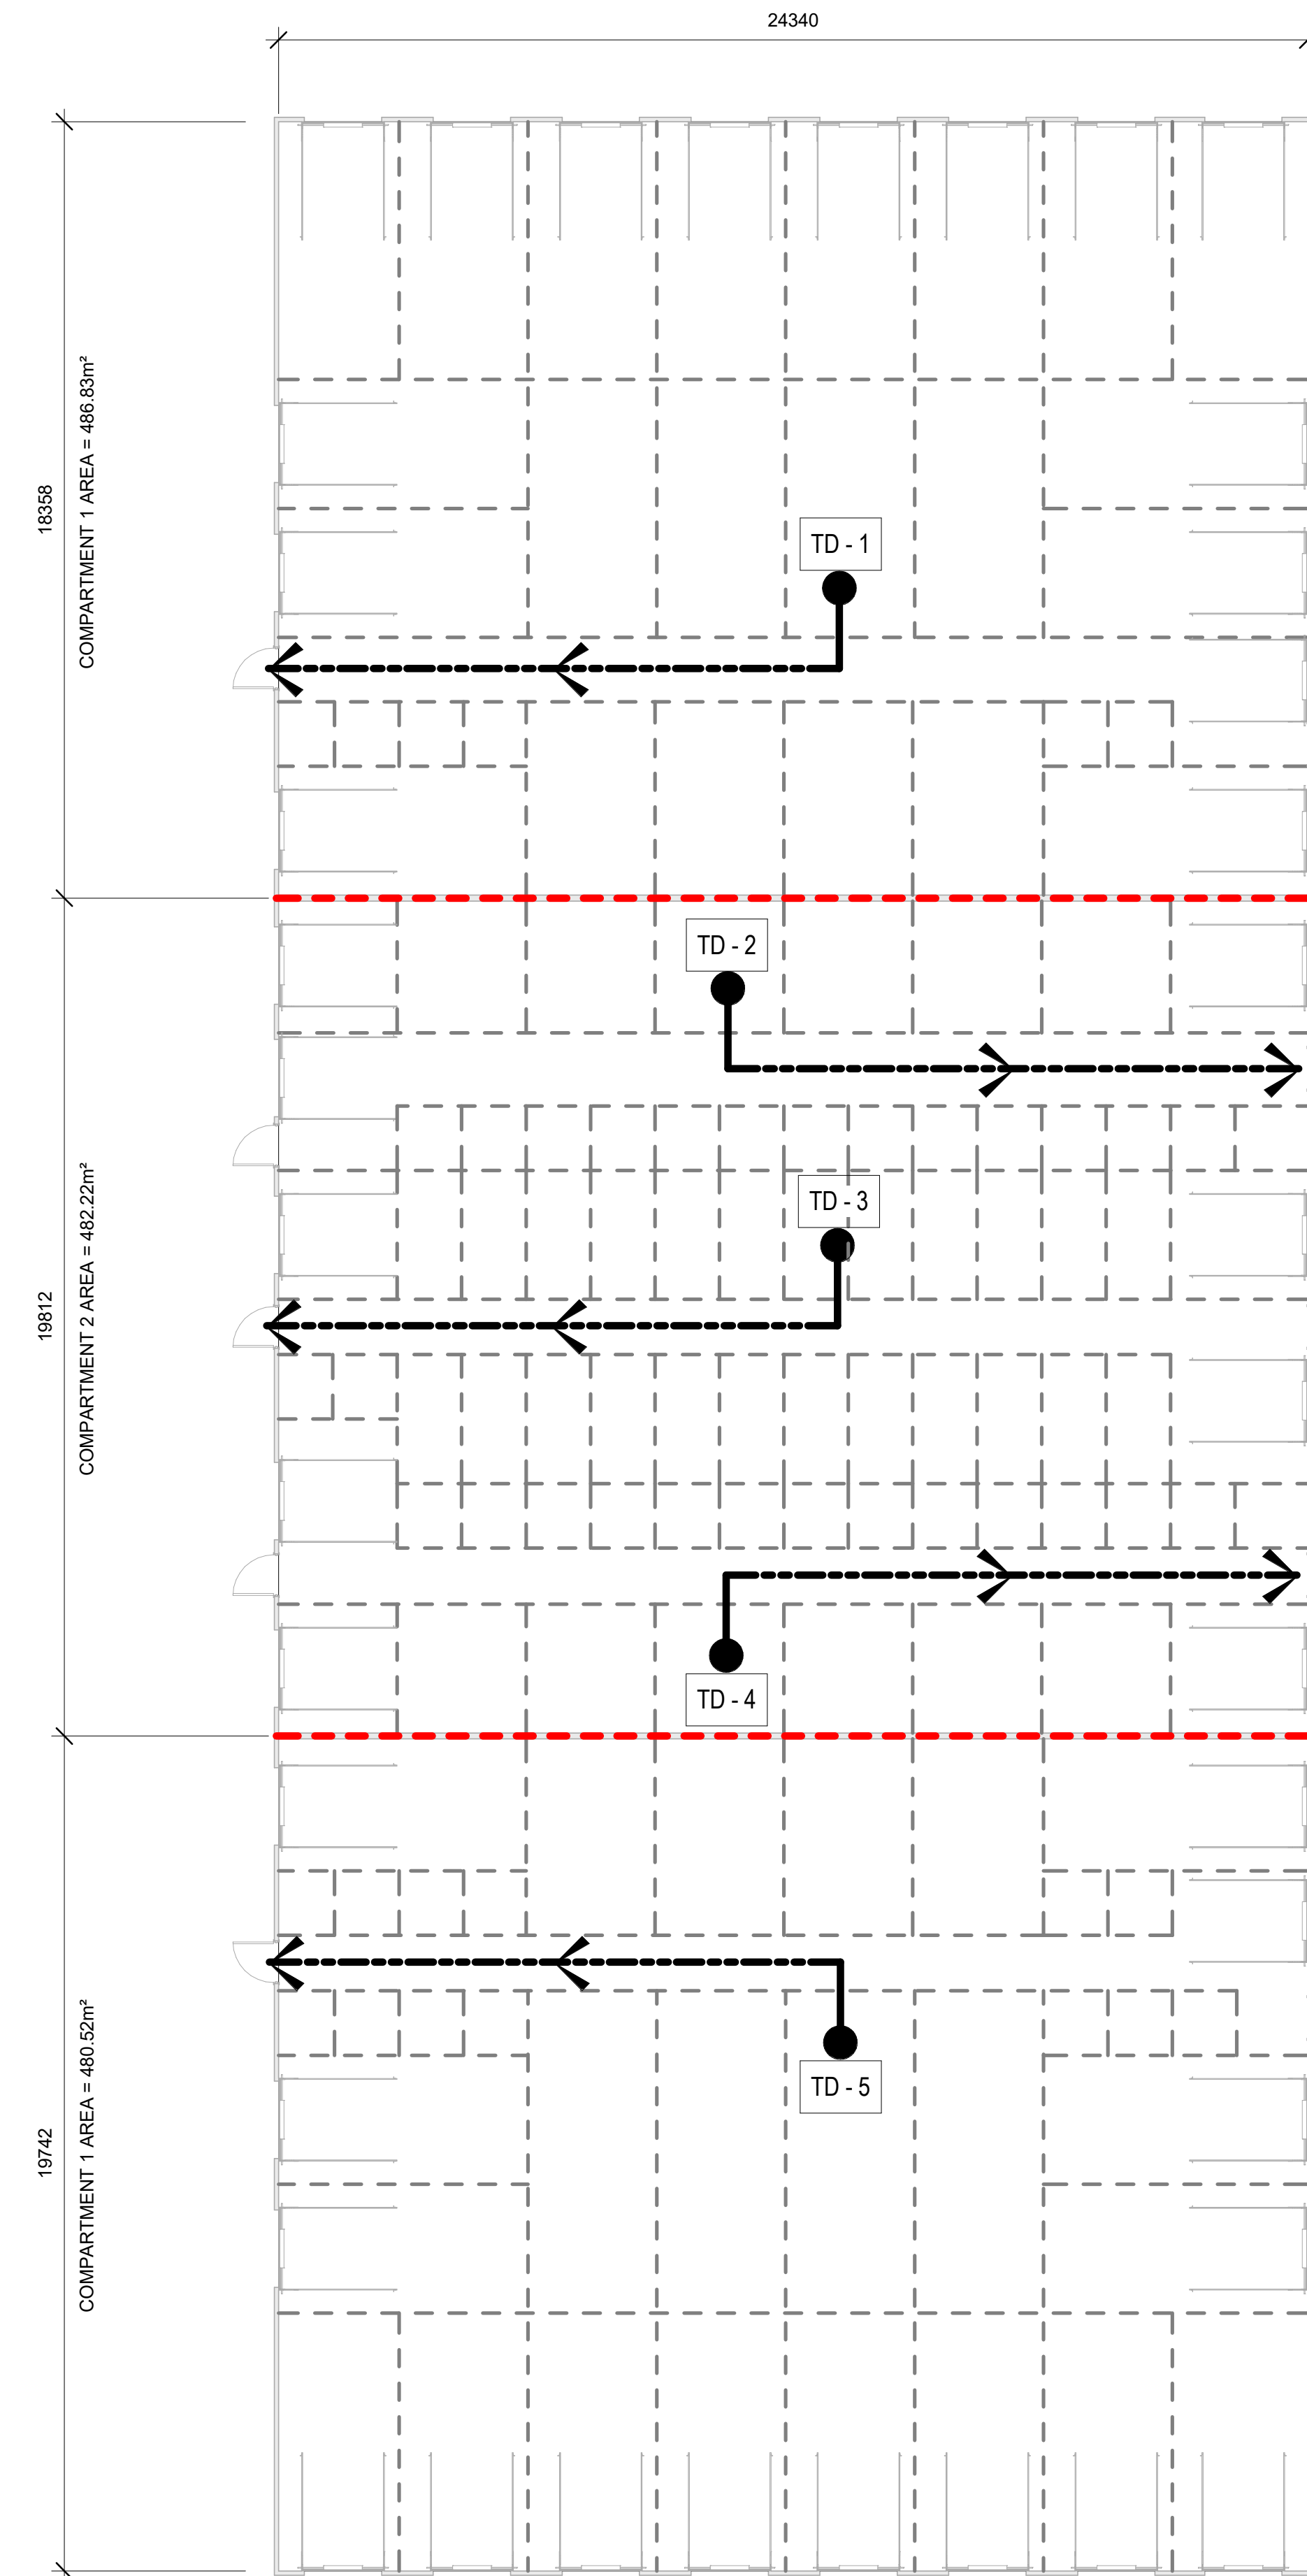 24340
18358
COMPARTMENT 1 AREA = 486.83m²
TD - 1
TD - 2
19812
COMPARTMENT 2 AREA = 482.22m²
TD - 3
TD - 4
19742
COMPARTMENT 1 AREA = 480.52m²
TD - 5